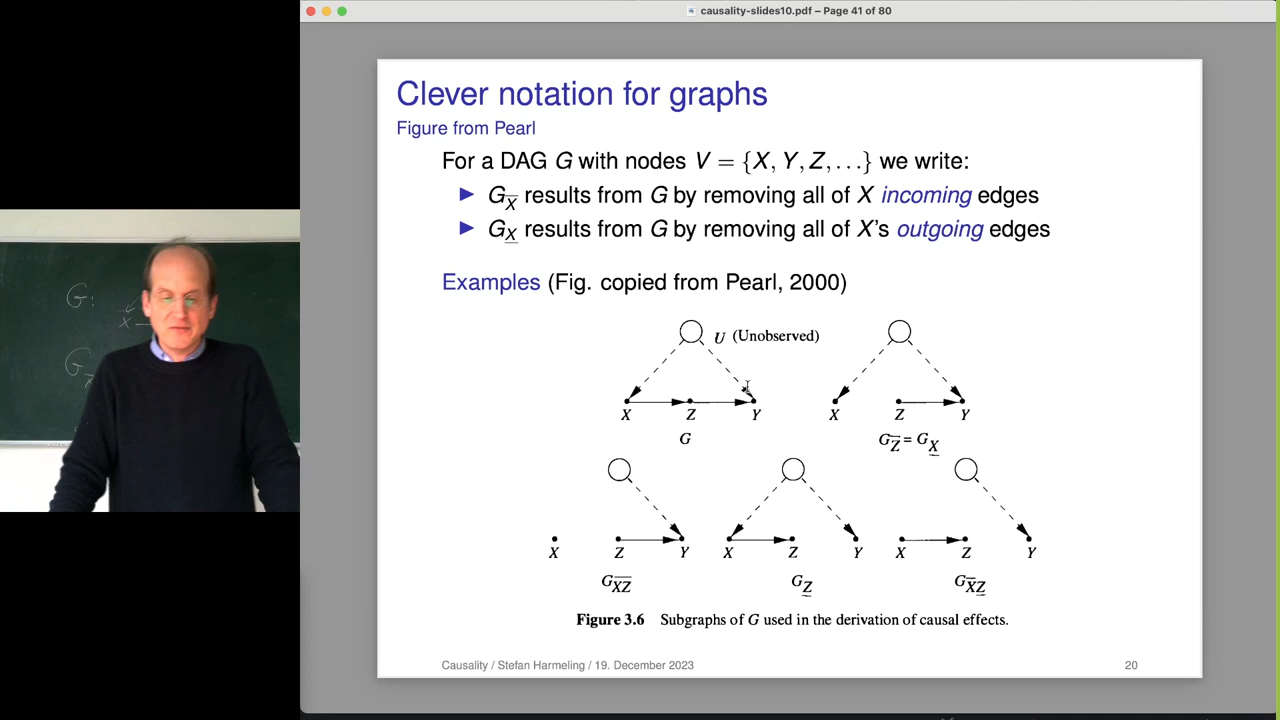 causality-slides10.pdf – Page 41 of 80
Clever notation for graphs
Figure from Pearl
For a DAG G with nodes V = {X, Y, Z, …} we write:
▶ G_X̅ results from G by removing all of X incoming edges
▶ G_X̲ results from G by removing all of X's outgoing edges
Examples (Fig. copied from Pearl, 2000)
U (Unobserved)
X Z Y X Z Y
G G_Z̅ = G_X̲
X Z Y X Z Y X Z Y
G_X̅Z̅ G_Z̲ G_X̅Z̲
Figure 3.6 Subgraphs of G used in the derivation of causal effects.
Causality / Stefan Harmeling / 19. December 2023 20
G:
X
G